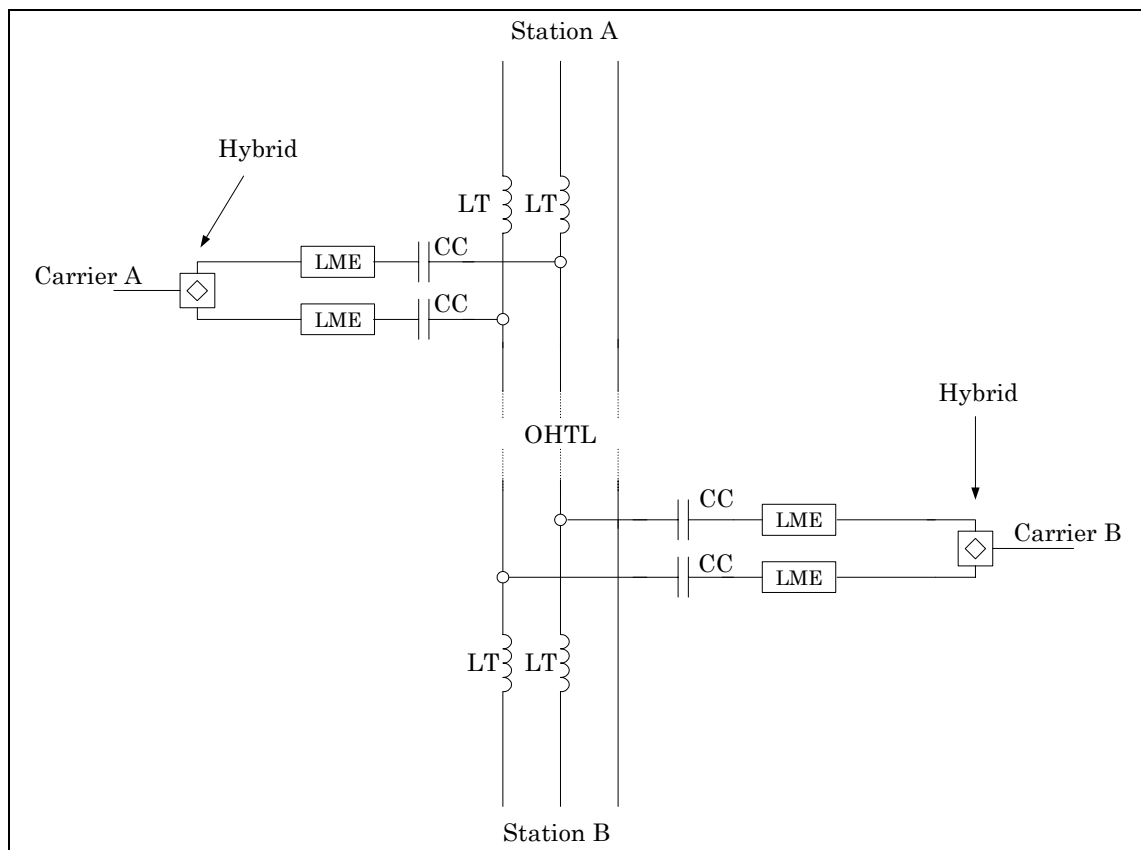 Station A
Hybrid
LT LT
CC
LME
Carrier A
CC
LME
Hybrid
OHTL
CC
LME
Carrier B
CC
LME
LT LT
Station B